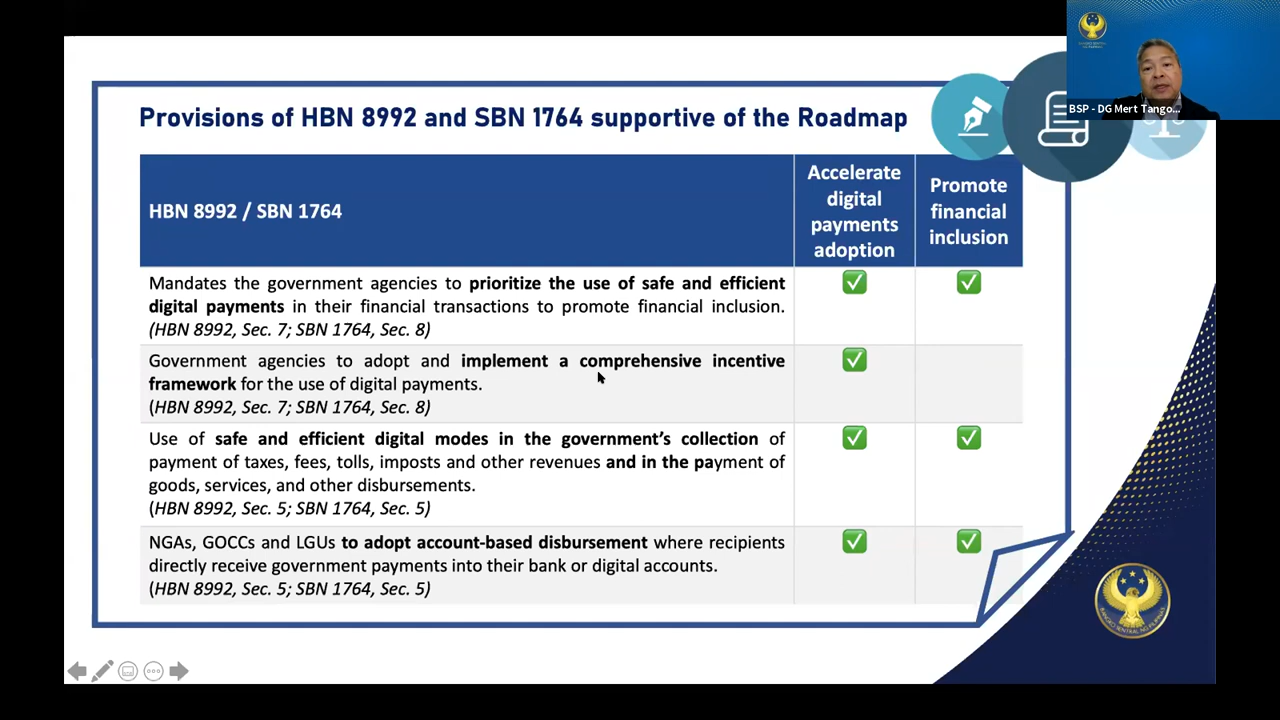 BSP - DG Mert Tango...
Provisions of HBN 8992 and SBN 1764 supportive of the Roadmap
HBN 8992 / SBN 1764
Accelerate
digital
payments
adoption
Promote
financial
inclusion
Mandates the government agencies to prioritize the use of safe and efficient
digital payments in their financial transactions to promote financial inclusion.
(HBN 8992, Sec. 7; SBN 1764, Sec. 8)
Government agencies to adopt and implement a comprehensive incentive
framework for the use of digital payments.
(HBN 8992, Sec. 7; SBN 1764, Sec. 8)
Use of safe and efficient digital modes in the government’s collection of
payment of taxes, fees, tolls, imposts and other revenues and in the payment of
goods, services, and other disbursements.
(HBN 8992, Sec. 5; SBN 1764, Sec. 5)
NGAs, GOCCs and LGUs to adopt account-based disbursement where recipients
directly receive government payments into their bank or digital accounts.
(HBN 8992, Sec. 5; SBN 1764, Sec. 5)
BANGKO SENTRAL NG PILIPINAS